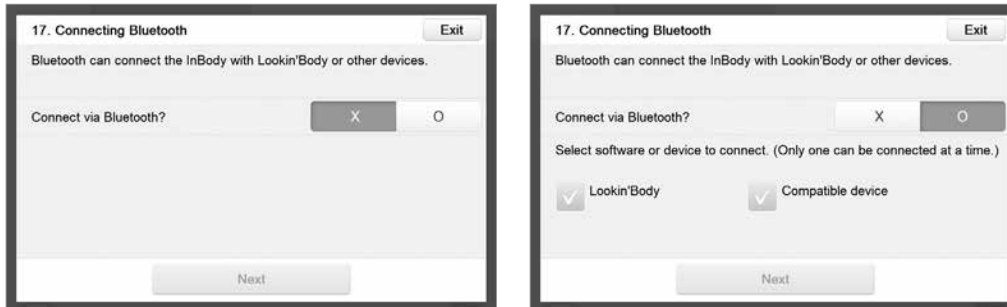 17. Connecting Bluetooth Exit
Bluetooth can connect the InBody with Lookin'Body or other devices.
Connect via Bluetooth? X O
Next
17. Connecting Bluetooth Exit
Bluetooth can connect the InBody with Lookin'Body or other devices.
Connect via Bluetooth? X O
Select software or device to connect. (Only one can be connected at a time.)
Lookin'Body Compatible device
Next